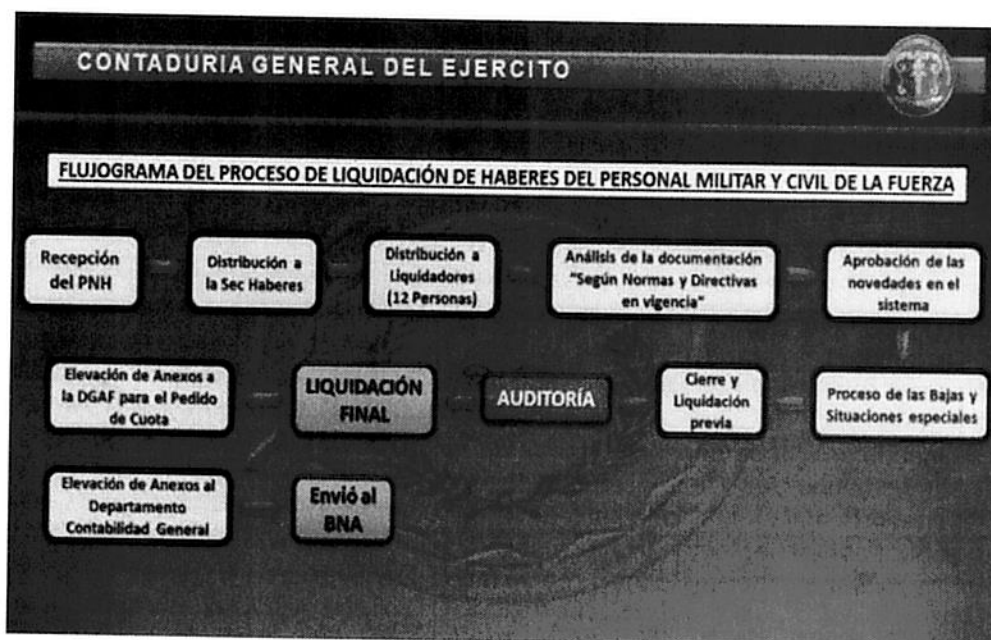 CONTADURIA GENERAL DEL EJERCITO
FLUJOGRAMA DEL PROCESO DE LIQUIDACIÓN DE HABERES DEL PERSONAL MILITAR Y CIVIL DE LA FUERZA
Recepción
del PNH
Distribución a
la Sec Haberes
Distribución a
Liquidadores
(12 Personas)
Análisis de la documentación
"Según Normas y Directivas
en vigencia"
Aprobación de las
novedades en el
sistema
Elevación de Anexos a
la DGAF para el Pedido
de Cuota
LIQUIDACIÓN
FINAL
AUDITORÍA
Cierre y
Liquidación
previa
Proceso de las Bajas y
Situaciones especiales
Elevación de Anexos al
Departamento
Contabilidad General
Envió al
BNA